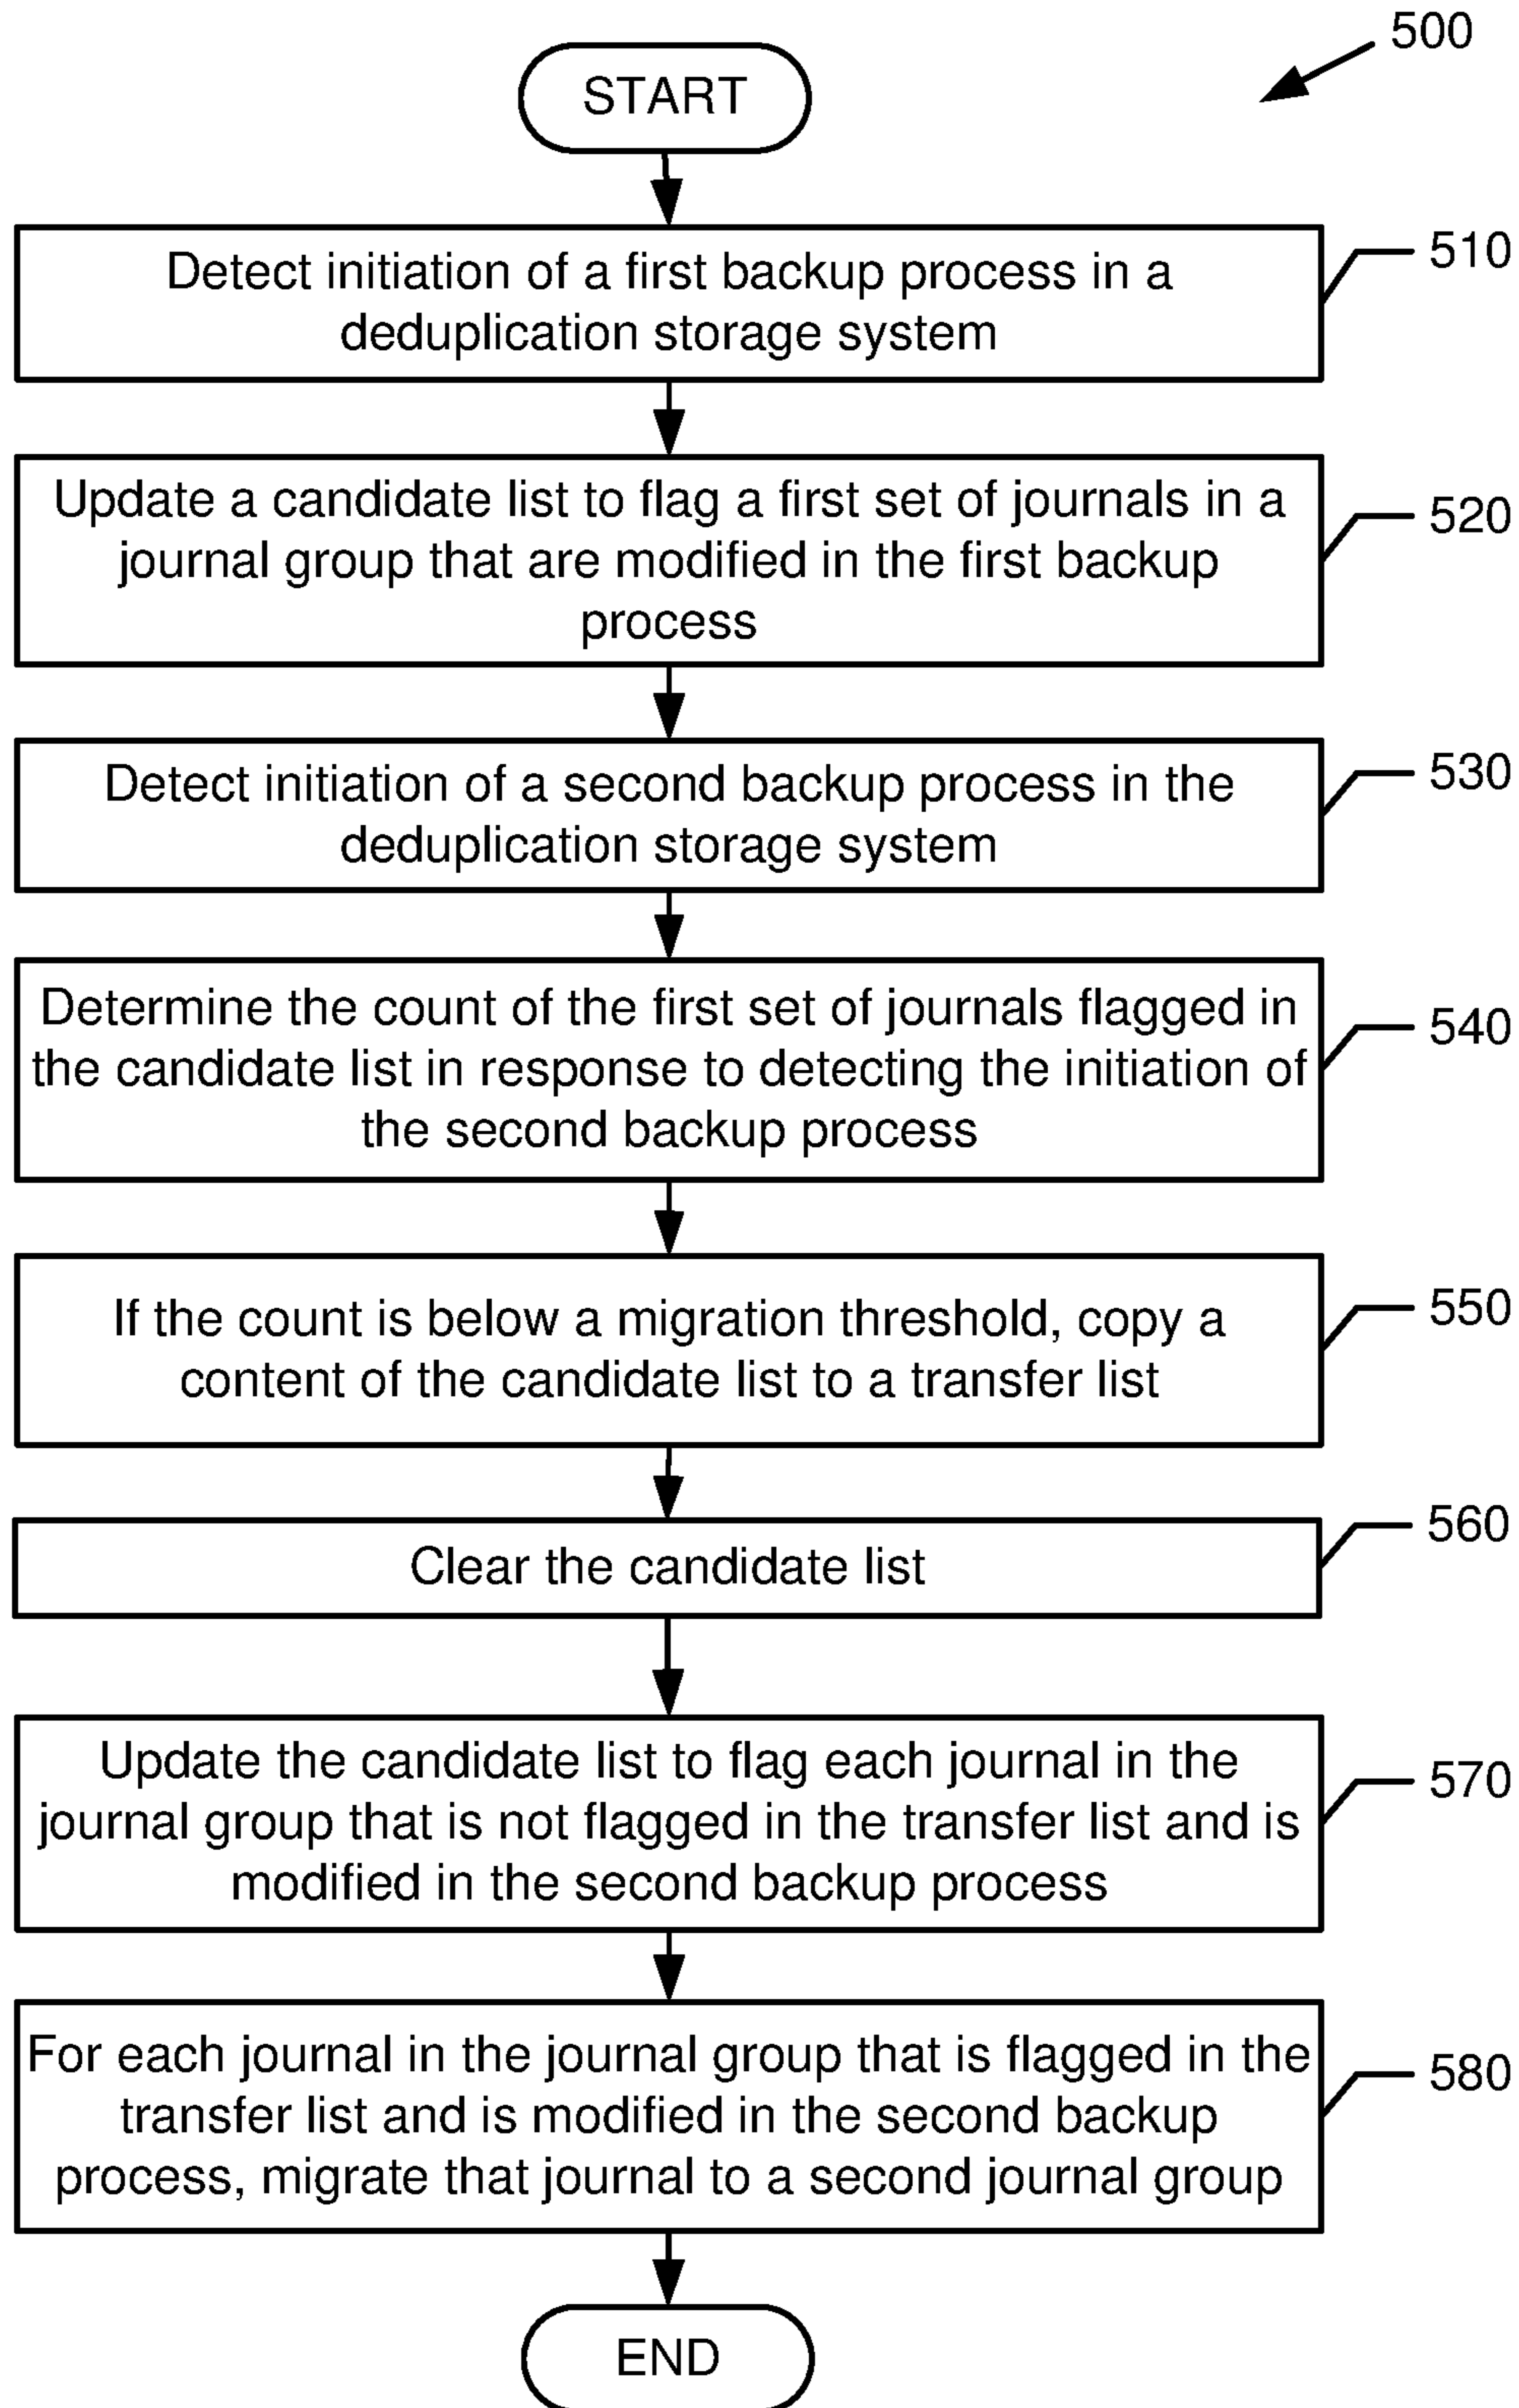 500
START
Detect initiation of a first backup process in a
deduplication storage system
510
Update a candidate list to flag a first set of journals in a
journal group that are modified in the first backup
process
520
Detect initiation of a second backup process in the
deduplication storage system
530
Determine the count of the first set of journals flagged in
the candidate list in response to detecting the initiation of
the second backup process
540
If the count is below a migration threshold, copy a
content of the candidate list to a transfer list
550
Clear the candidate list
560
Update the candidate list to flag each journal in the
journal group that is not flagged in the transfer list and is
modified in the second backup process
570
For each journal in the journal group that is flagged in the
transfer list and is modified in the second backup
process, migrate that journal to a second journal group
580
END